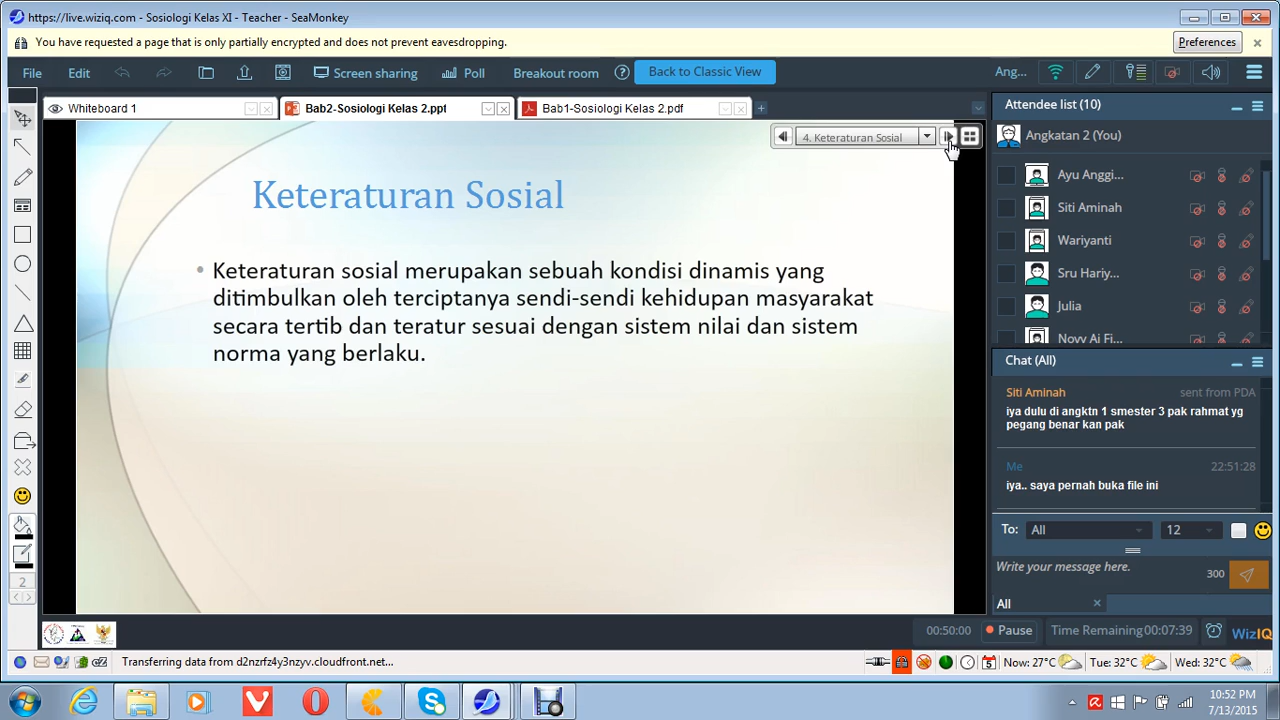 https://live.wiziq.com - Sosiologi Kelas XI - Teacher - SeaMonkey
You have requested a page that is only partially encrypted and does not prevent eavesdropping.
Preferences
File Edit Screen sharing Poll Breakout room ? Back to Classic View Ang...
Whiteboard 1 Bab2-Sosiologi Kelas 2.ppt Bab1-Sosiologi Kelas 2.pdf
4. Keteraturan Sosial
Keteraturan Sosial
• Keteraturan sosial merupakan sebuah kondisi dinamis yang
ditimbulkan oleh terciptanya sendi-sendi kehidupan masyarakat
secara tertib dan teratur sesuai dengan sistem nilai dan sistem
norma yang berlaku.
Attendee list (10)
Angkatan 2 (You)
Ayu Anggi...
Siti Aminah
Wariyanti
Sru Hariy...
Julia
Novy Ai Fi...
Chat (All)
Siti Aminah sent from PDA
iya dulu di angktn 1 smester 3 pak rahmat yg
pegang benar kan pak
Me 22:51:28
iya.. saya pernah buka file ini
To: All 12
Write your message here. 300
All
2
00:50:00 Pause Time Remaining 00:07:39 WizIQ
Transferring data from d2nzrfz4y3nzyv.cloudfront.net...
5 Now: 27°C Tue: 32°C Wed: 32°C
10:52 PM
7/13/2015